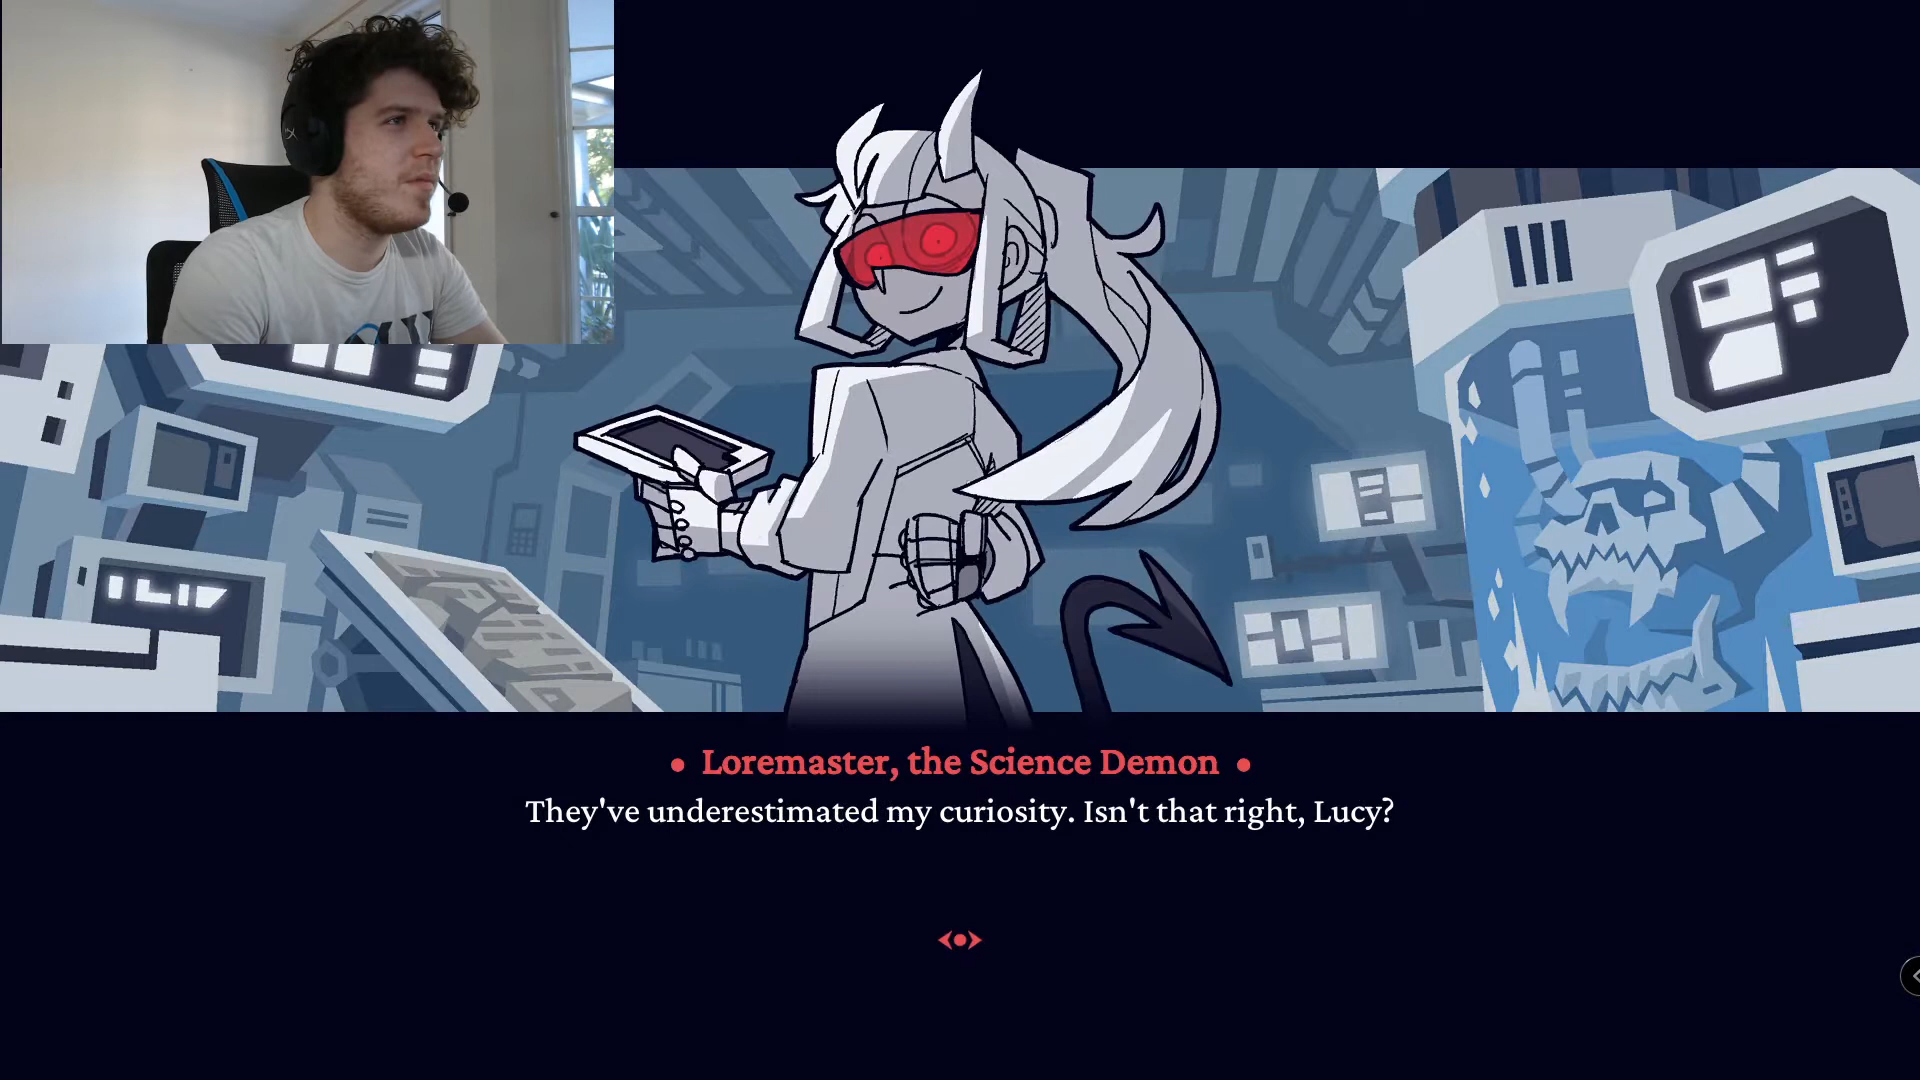 • Loremaster, the Science Demon •
They've underestimated my curiosity. Isn't that right, Lucy?